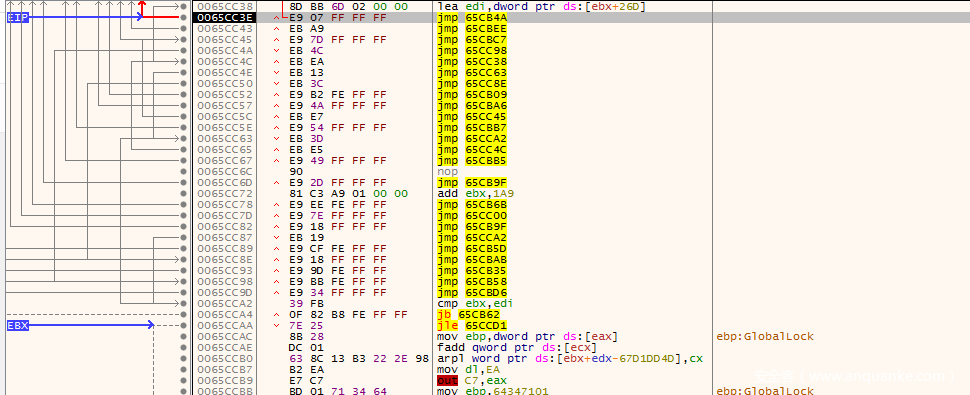 0065CC38 8D BB 6D 02 00 00 lea edi,dword ptr ds:[ebx+26D]
EIP 0065CC3E E9 07 FF FF FF jmp 65CB4A
0065CC43 EB A9 jmp 65CBEE
0065CC45 E9 7D FF FF FF jmp 65CBC7
0065CC4A EB 4C jmp 65CC98
0065CC4C EB EA jmp 65CC38
0065CC4E EB 13 jmp 65CC63
0065CC50 EB 3C jmp 65CC8E
0065CC52 E9 B2 FE FF FF jmp 65CB09
0065CC57 E9 4A FF FF FF jmp 65CBA6
0065CC5C EB E7 jmp 65CC45
0065CC5E E9 54 FF FF FF jmp 65CBB7
0065CC63 EB 3D jmp 65CCA2
0065CC65 EB E5 jmp 65CC4C
0065CC67 E9 49 FF FF FF jmp 65CBB5
0065CC6C 90 nop
0065CC6D E9 2D FF FF FF jmp 65CB9F
0065CC72 81 C3 A9 01 00 00 add ebx,1A9
0065CC78 E9 EE FE FF FF jmp 65CB6B
0065CC7D E9 7E FF FF FF jmp 65CC00
0065CC82 E9 18 FF FF FF jmp 65CB9F
0065CC87 EB 19 jmp 65CCA2
0065CC89 E9 CF FE FF FF jmp 65CB5D
0065CC8E E9 18 FF FF FF jmp 65CBAB
0065CC93 E9 9D FE FF FF jmp 65CB35
0065CC98 E9 BB FE FF FF jmp 65CB58
0065CC9D E9 34 FF FF FF jmp 65CBD6
0065CCA2 39 FB cmp ebx,edi
0065CCA4 0F 82 B8 FE FF FF jb 65CB62
EBX 0065CCAA 7E 25 jle 65CCD1
0065CCAC 8B 28 mov ebp,dword ptr ds:[eax] ebp:GlobalLock
0065CCAE DC 01 fadd qword ptr ds:[ecx]
0065CCB0 63 8C 13 B3 22 2E 98 arpl word ptr ds:[ebx+edx-67D1DD4D],cx
0065CCB7 B2 EA mov dl,EA
0065CCB9 E7 C7 out C7,eax
0065CCBB BD 01 71 34 64 mov ebp,64347101 ebp:GlobalLock
(www.anquanke.com)